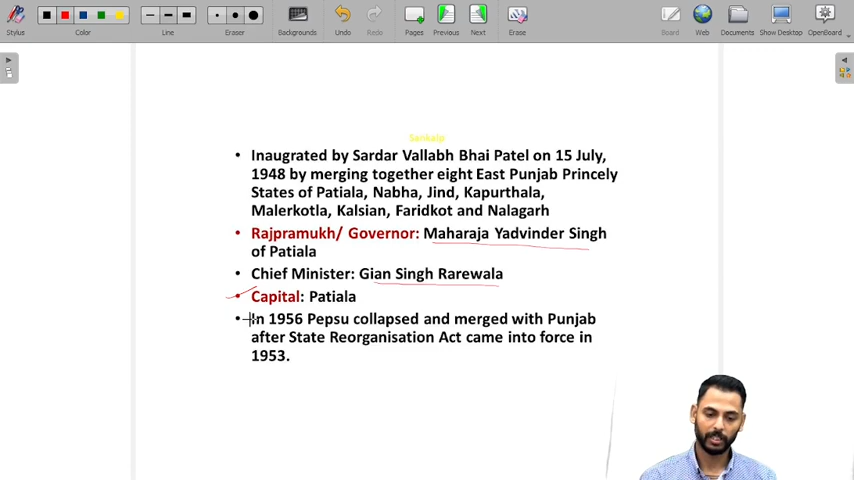 Stylus
Color
Line
Eraser
Backgrounds
Undo
Redo
Pages
Previous
Next
Erase
Board
Web
Documents
Show Desktop
OpenBoard
Sankalp
• Inaugrated by Sardar Vallabh Bhai Patel on 15 July,
1948 by merging together eight East Punjab Princely
States of Patiala, Nabha, Jind, Kapurthala,
Malerkotla, Kalsian, Faridkot and Nalagarh
• Rajpramukh/ Governor: Maharaja Yadvinder Singh
of Patiala
• Chief Minister: Gian Singh Rarewala
• Capital: Patiala
• In 1956 Pepsu collapsed and merged with Punjab
after State Reorganisation Act came into force in
1953.